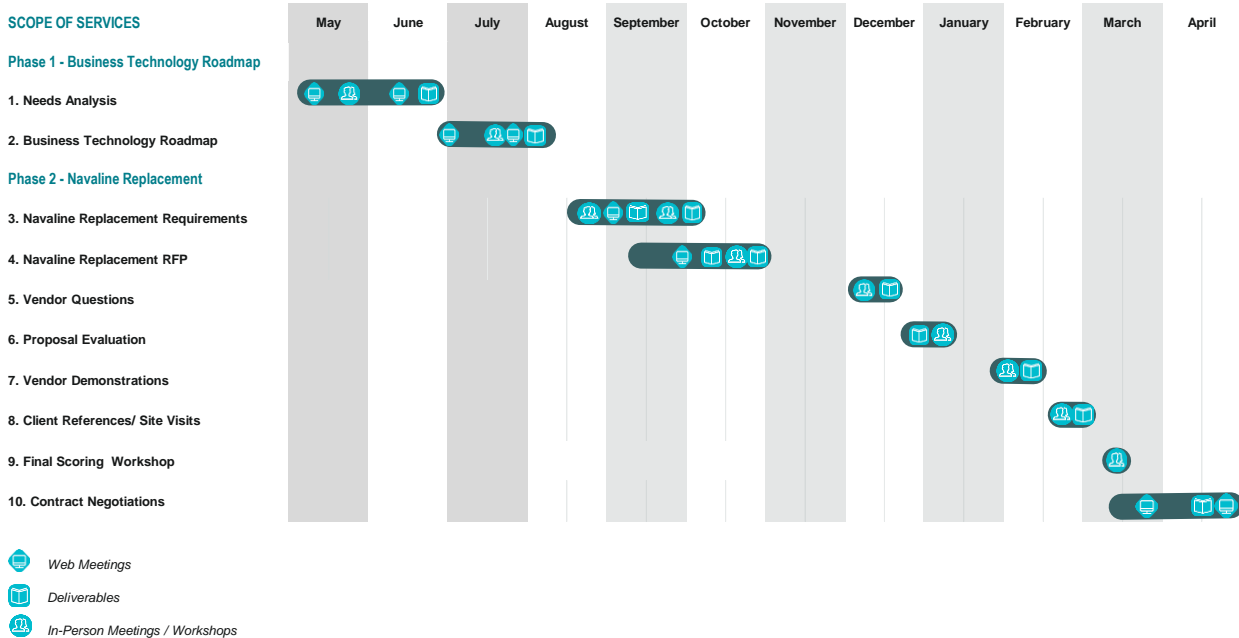 SCOPE OF SERVICES May June July August September October November December January February March April
Phase 1 - Business Technology Roadmap
1. Needs Analysis
2. Business Technology Roadmap
Phase 2 - Navaline Replacement
3. Navaline Replacement Requirements
4. Navaline Replacement RFP
5. Vendor Questions
6. Proposal Evaluation
7. Vendor Demonstrations
8. Client References/ Site Visits
9. Final Scoring  Workshop
10. Contract Negotiations
Web Meetings
Deliverables
In-Person Meetings / Workshops